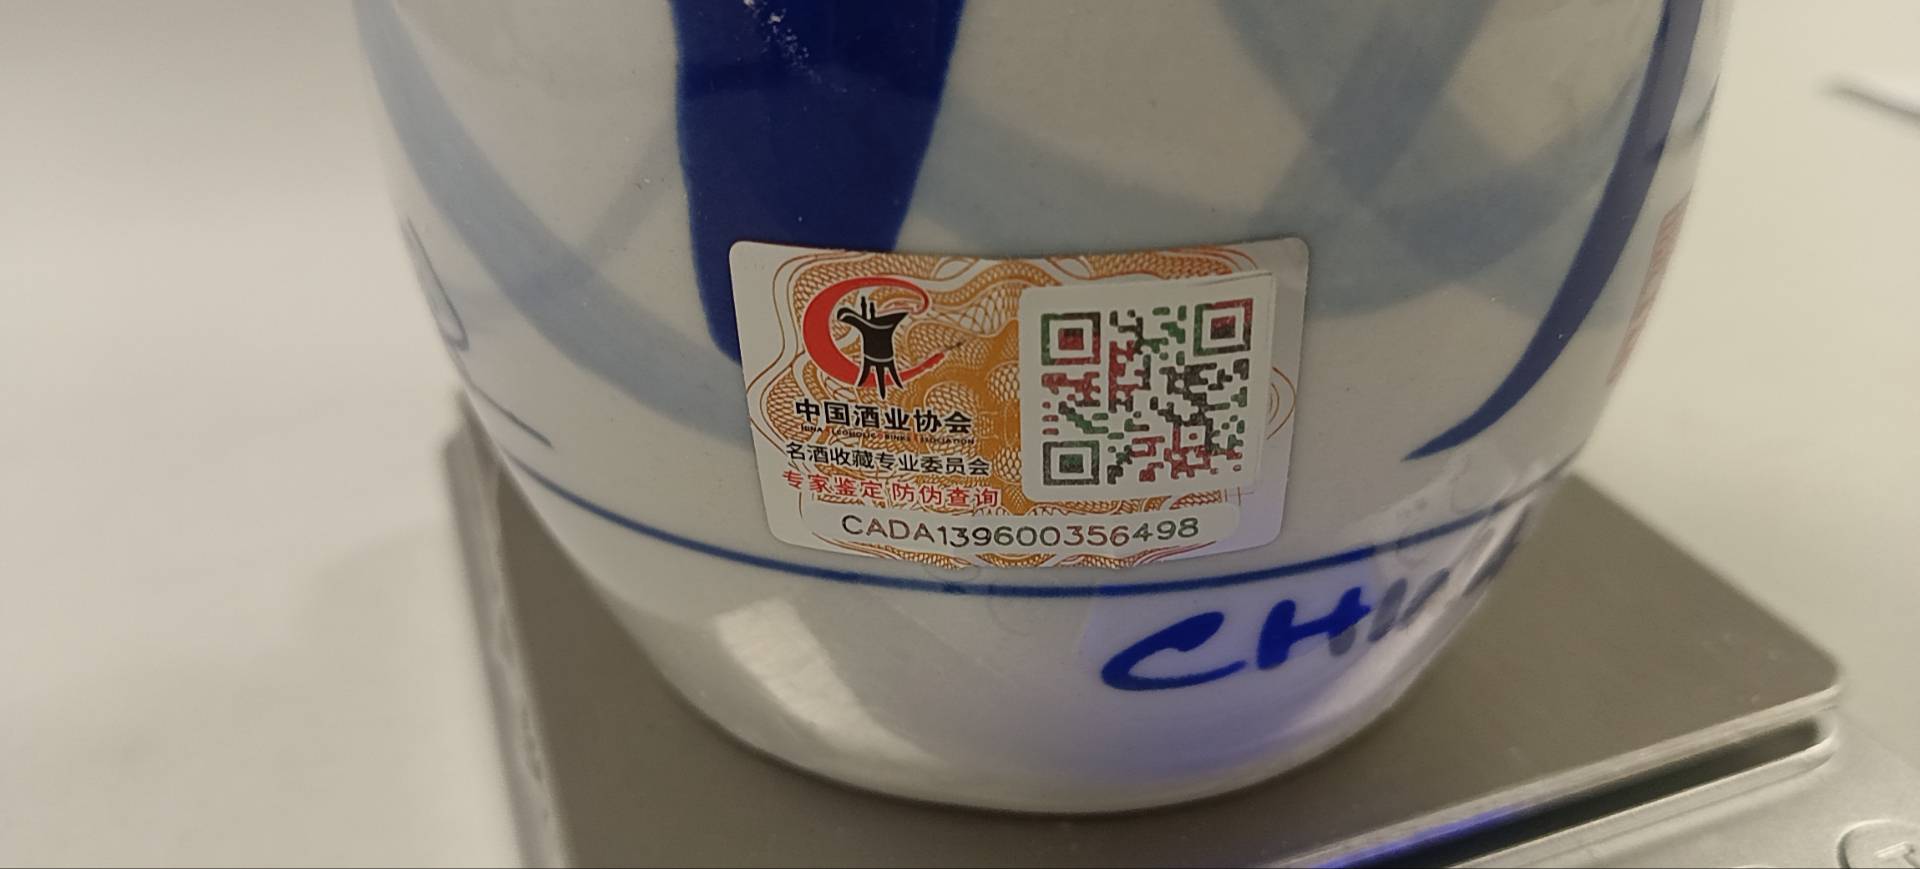 中国酒业协会
名酒收藏专业委员会
专家鉴定 防伪查询
CADA139600356498
CHI